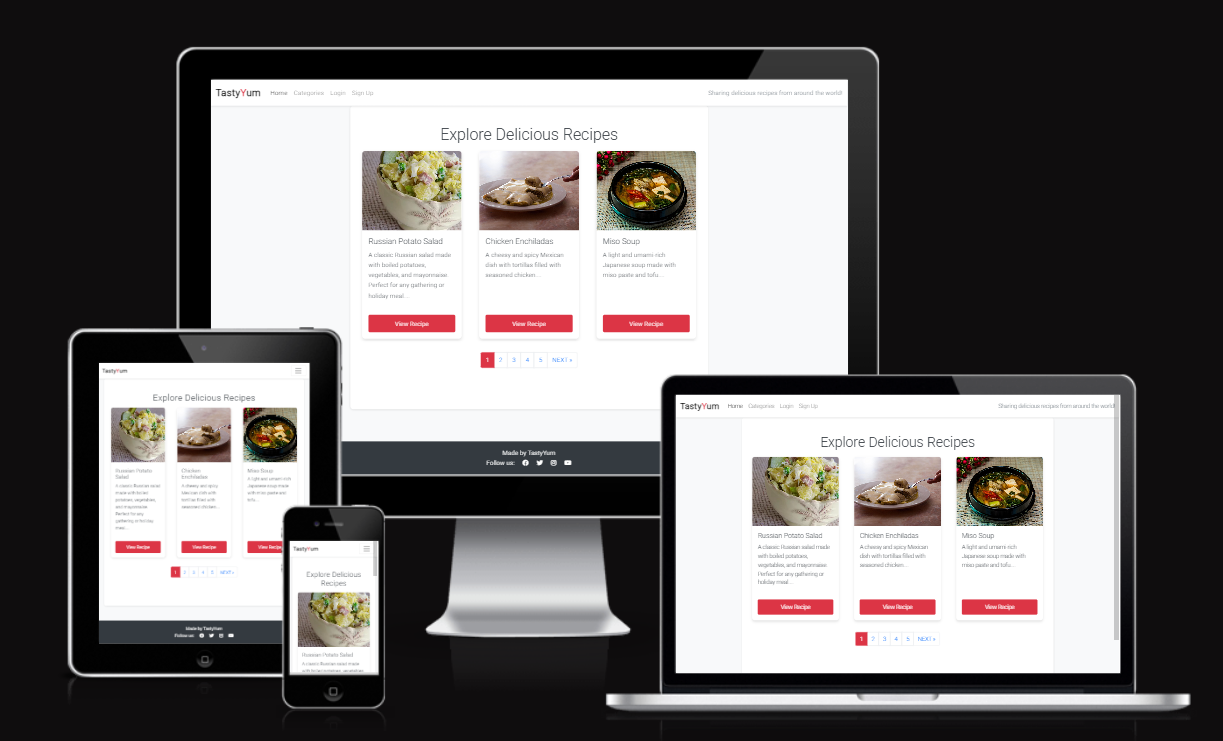 TastyYum Home Categories Login Sign Up Sharing delicious recipes from around the world!
Explore Delicious Recipes
Russian Potato Salad
A classic Russian salad made
with boiled potatoes,
vegetables, and mayonnaise
Perfect for any gathering or
holiday meal...
View Recipe
Chicken Enchiladas
A cheesy and spicy Mexican
dish with tortillas filled with
seasoned chicken...
View Recipe
Miso Soup
A light and umami-rich
Japanese soup made with
miso paste and tofu...
View Recipe
1 2 3 4 5 NEXT »
Made by TastyYum
Follow us:
TastyYum
Explore Delicious Recipes
Russian Potato
Salad
A classic Russian salad
made with boiled
potatoes, vegetables,
and mayonnaise
Perfect for any
gathering or holiday
meal...
View Recipe
Chicken
Enchiladas
A cheesy and spicy
Mexican dish with
tortillas filled with
seasoned chicken...
View Recipe
Miso Soup
A light and umami-rich
Japanese soup made
with miso paste and
tofu...
View Recip
1 2 3 4 5 NEXT »
Made by TastyYum
Follow us:
TastyYum
Explore Delicious
Recipes
Russian Potato Salad
A classic Russian salad made
with boiled potatoes, vegetables,
TastyYum Home Categories Login Sign Up Sharing delicious recipes from around the world!
Explore Delicious Recipes
Russian Potato Salad
A classic Russian salad made
with boiled potatoes,
vegetables, and mayonnaise
Perfect for any gathering or
holiday meal...
View Recipe
Chicken Enchiladas
A cheesy and spicy Mexican
dish with tortillas filled with
seasoned chicken...
View Recipe
Miso Soup
A light and umami-rich
Japanese soup made with
miso paste and tofu...
View Recipe
1 2 3 4 5 NEXT »